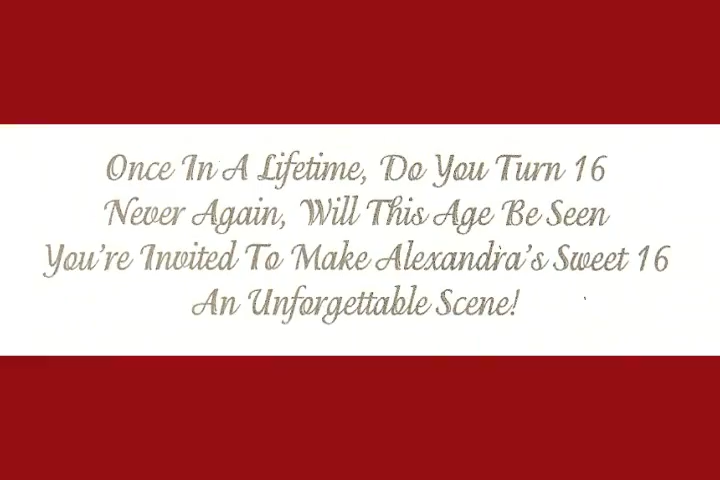 Once In A Lifetime, Do You Turn 16
Never Again, Will This Age Be Seen
You're Invited To Make Alexandra's Sweet 16
An Unforgettable Scene!